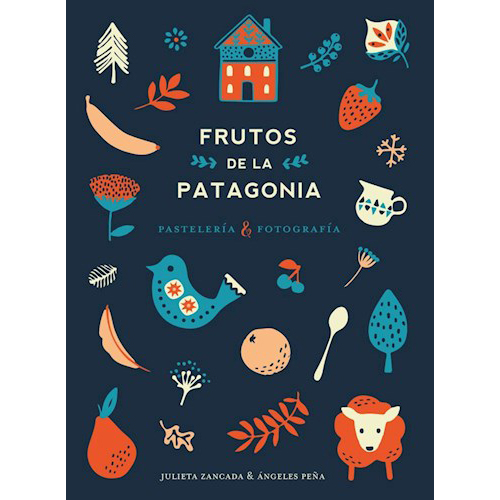 FRUTOS
DE LA
PATAGONIA
PASTELERÍA & FOTOGRAFÍA
JULIETA ZANCADA & ÁNGELES PEÑA